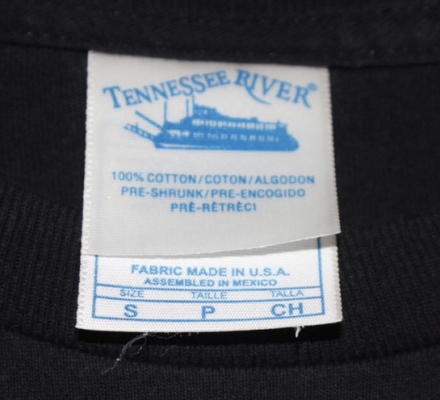 TENNESSEE RIVER®
100% COTTON/COTON/ALGODON
PRE-SHRUNK/PRE-ENCOGIDO
PRÉ-RÉTRÉCI
FABRIC MADE IN U.S.A.
ASSEMBLED IN MEXICO
SIZE TAILLE TALLA
S P CH